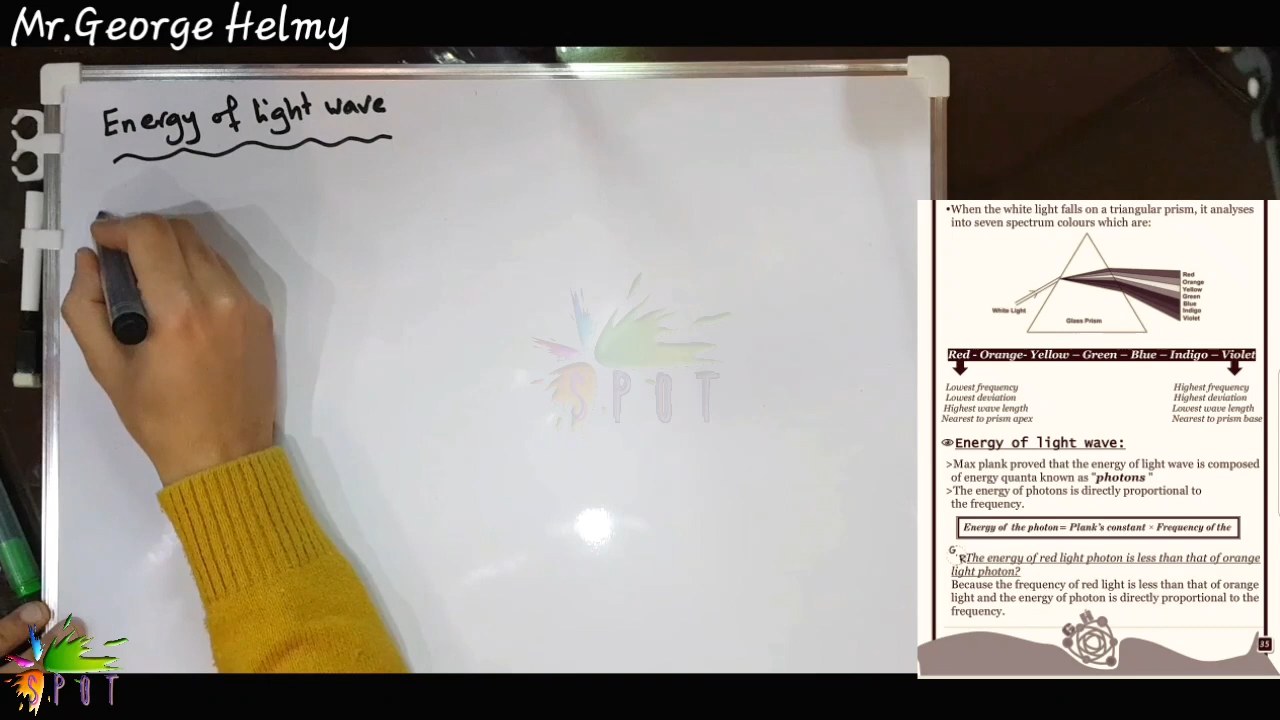 Mr.George Helmy
Energy of light wave
SPOT
•When the white light falls on a triangular prism, it analyses
into seven spectrum colours which are:
Red
Orange
Yellow
Green
Blue
Indigo
Violet
White Light
Glass Prism
Red - Orange- Yellow – Green – Blue – Indigo – Violet
Lowest frequency
Lowest deviation
Highest wave length
Nearest to prism apex
Highest frequency
Highest deviation
Lowest wave length
Nearest to prism base
Energy of light wave:
>Max plank proved that the energy of light wave is composed
of energy quanta known as "photons "
>The energy of photons is directly proportional to
the frequency.
Energy of the photon= Plank's constant × Frequency of the
G.R The energy of red light photon is less than that of orange
light photon?
Because the frequency of red light is less than that of orange
light and the energy of photon is directly proportional to the
frequency.
G H
35
SPOT